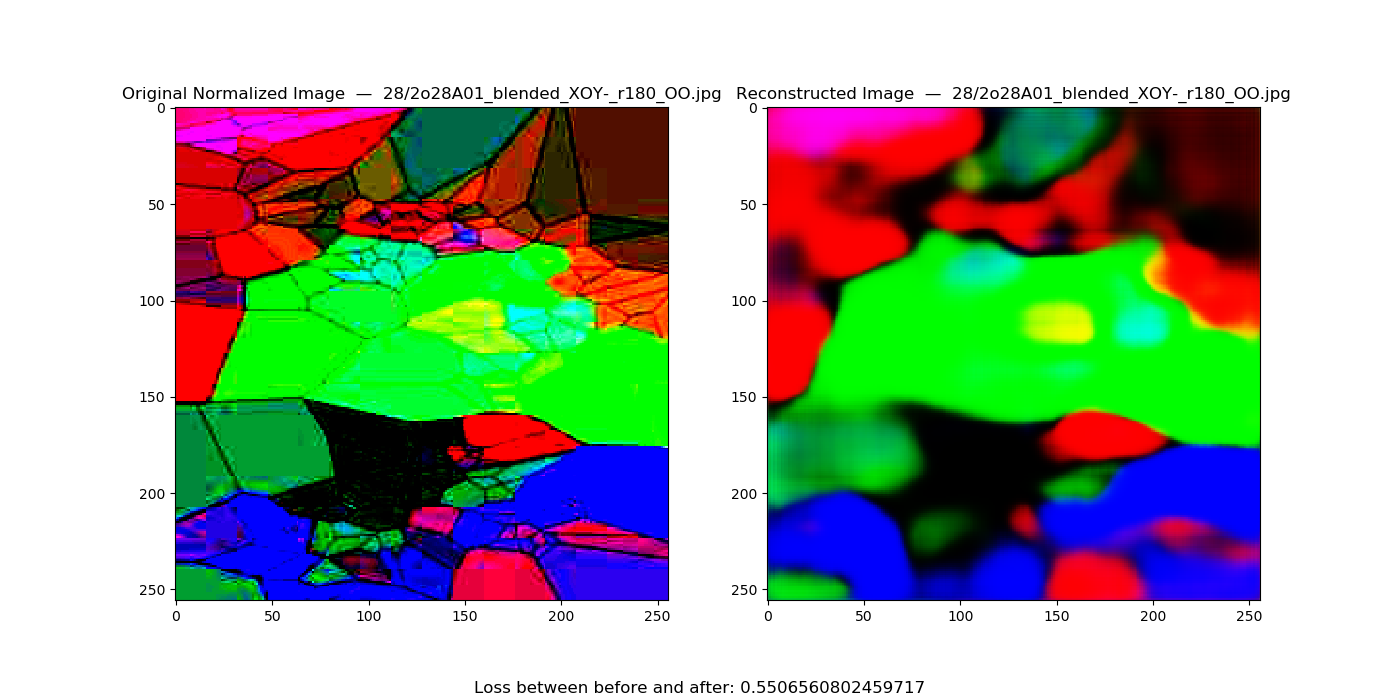 Original Normalized Image — 28/2o28A01_blended_XOY-_r180_OO.jpg
Reconstructed Image — 28/2o28A01_blended_XOY-_r180_OO.jpg
0
50
100
150
200
250
0 50 100 150 200 250
0
50
100
150
200
250
0 50 100 150 200 250
Loss between before and after: 0.5506560802459717